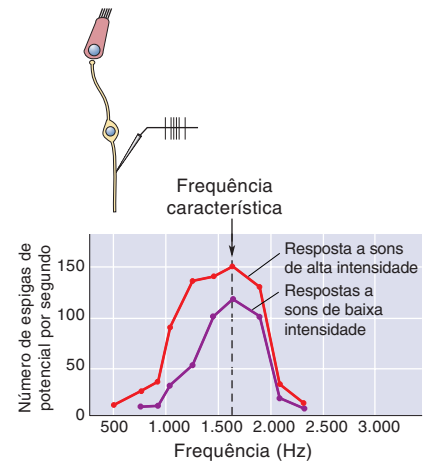 Frequência
característica
Número de espigas de
potencial por segundo
150
100
50
0
Resposta a sons
de alta intensidade
Respostas a
sons de baixa
intensidade
500 1.000 1.500 2.000 2.500 3.000
Frequência (Hz)